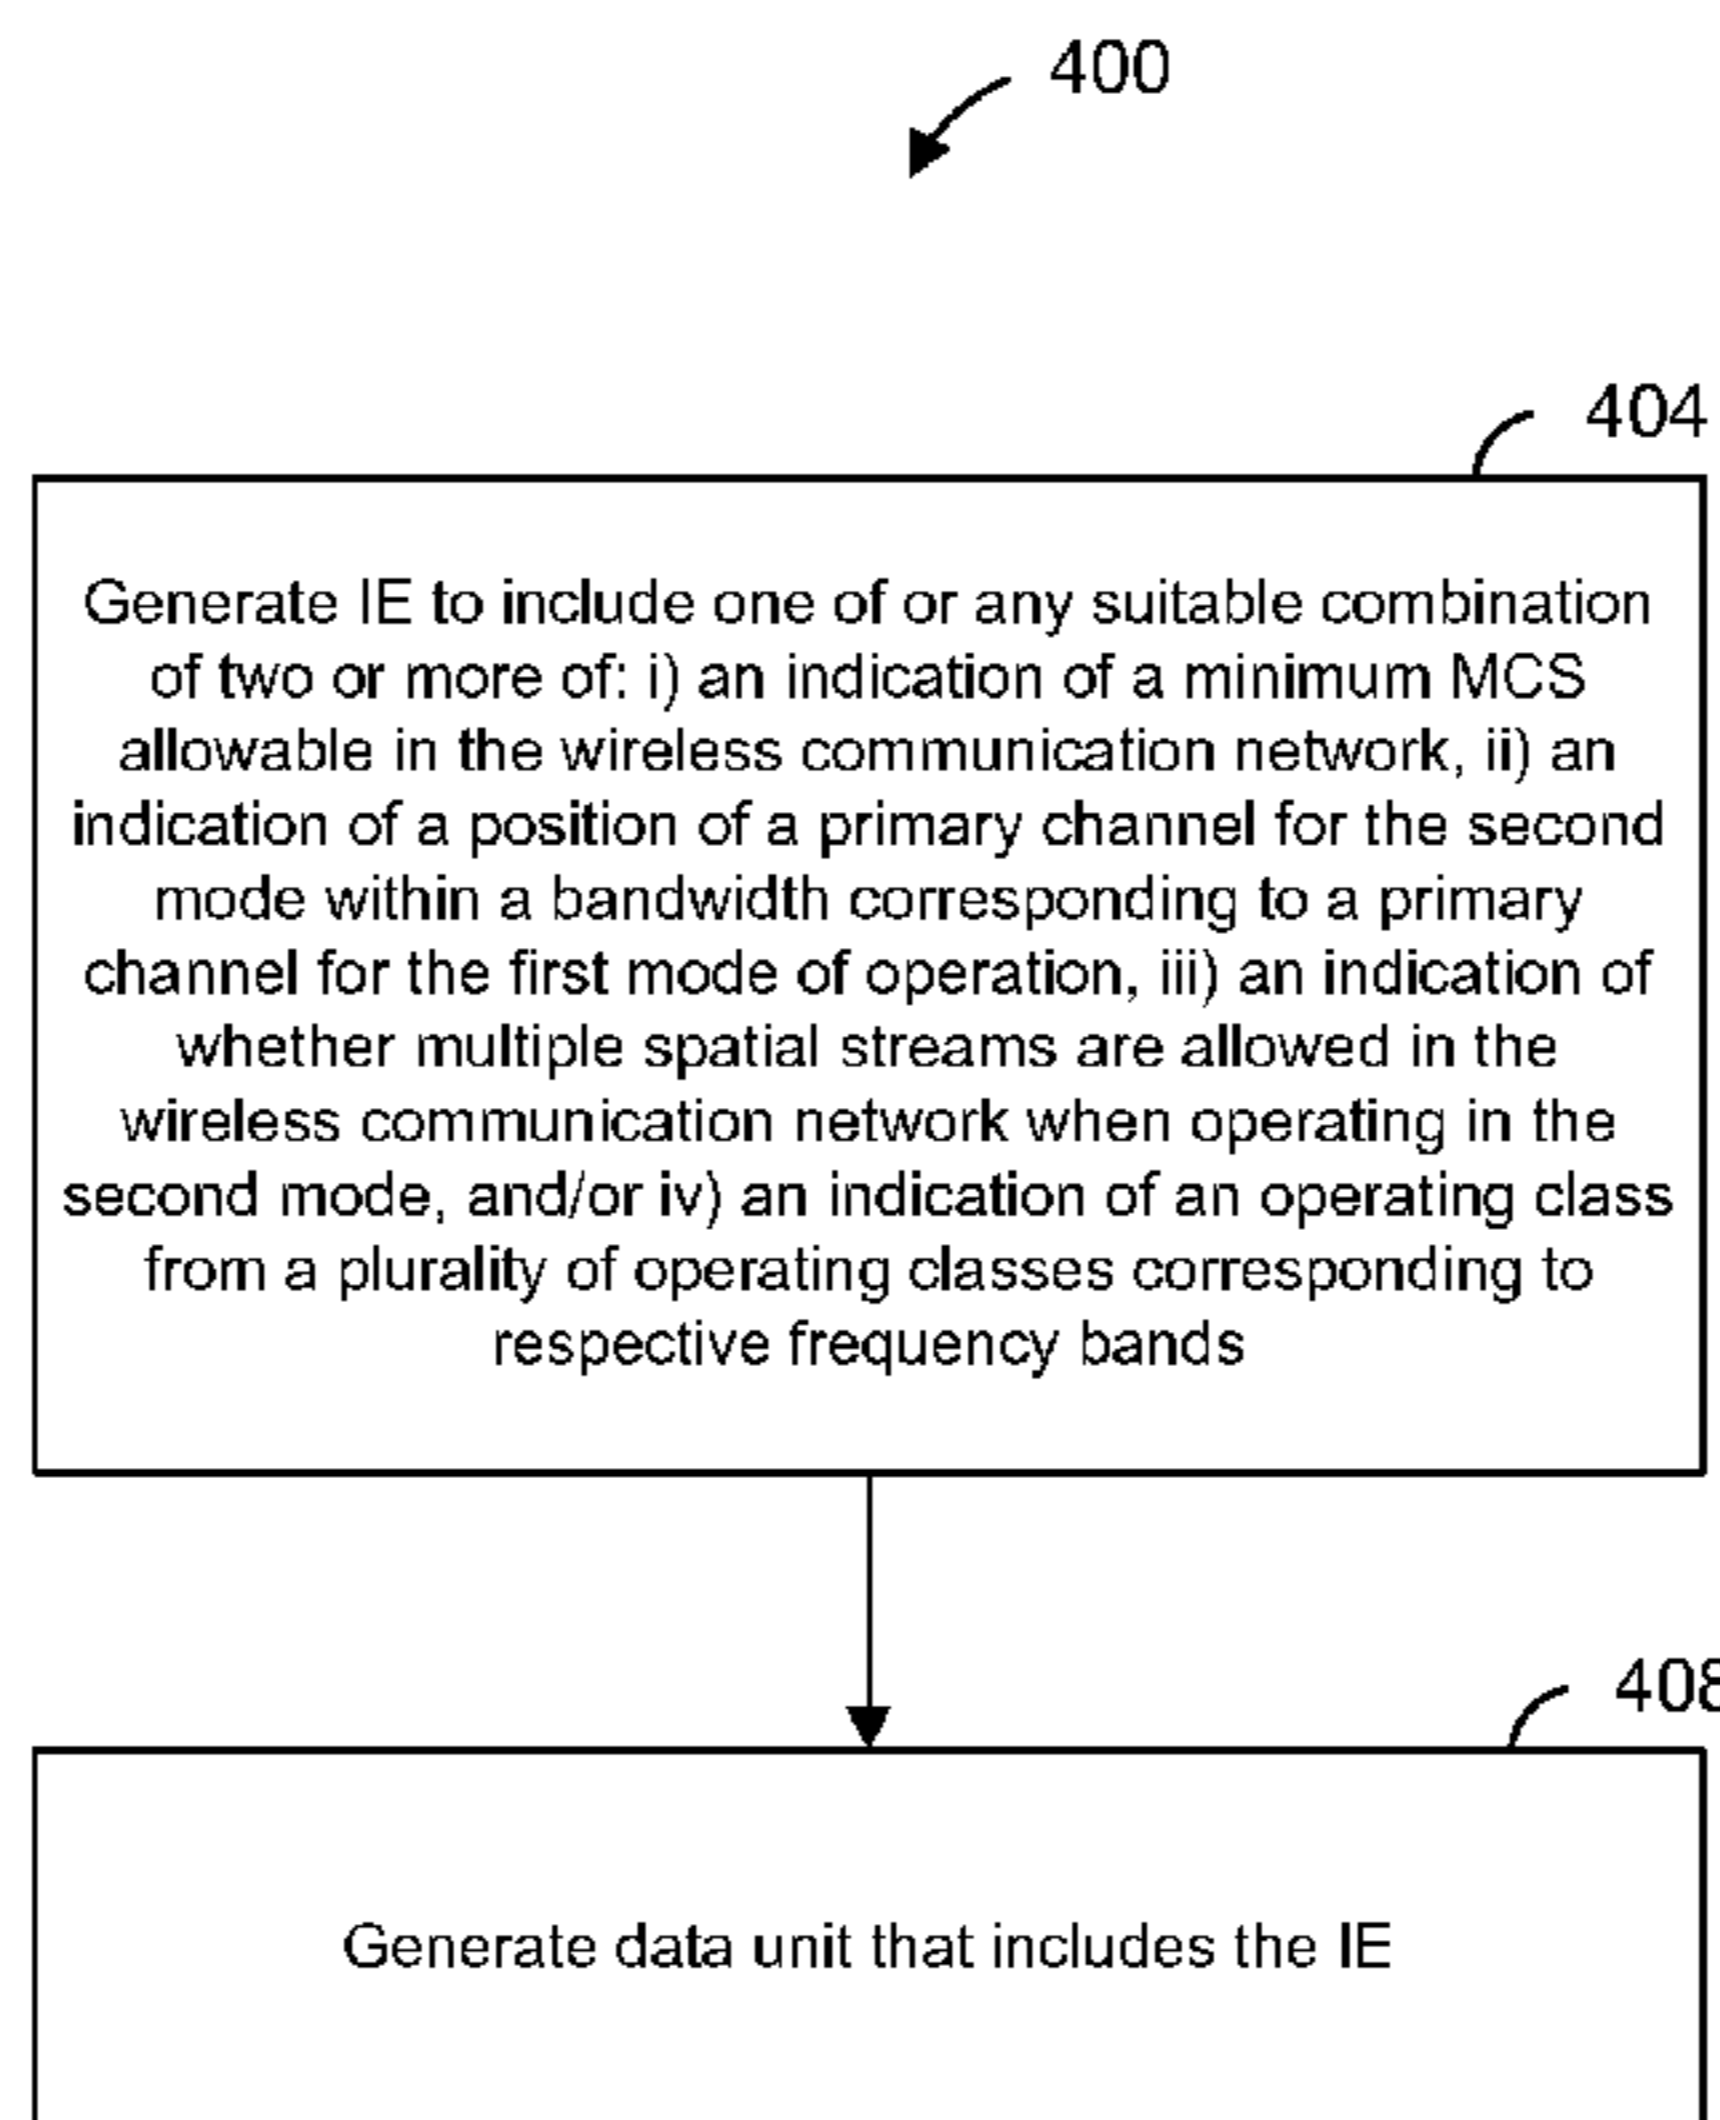 400
404
Generate IE to include one of or any suitable combination
of two or more of: i) an indication of a minimum MCS
allowable in the wireless communication network, ii) an
indication of a position of a primary channel for the second
mode within a bandwidth corresponding to a primary
channel for the first mode of operation, iii) an indication of
whether multiple spatial streams are allowed in the
wireless communication network when operating in the
second mode, and/or iv) an indication of an operating class
from a plurality of operating classes corresponding to
respective frequency bands
408
Generate data unit that includes the IE